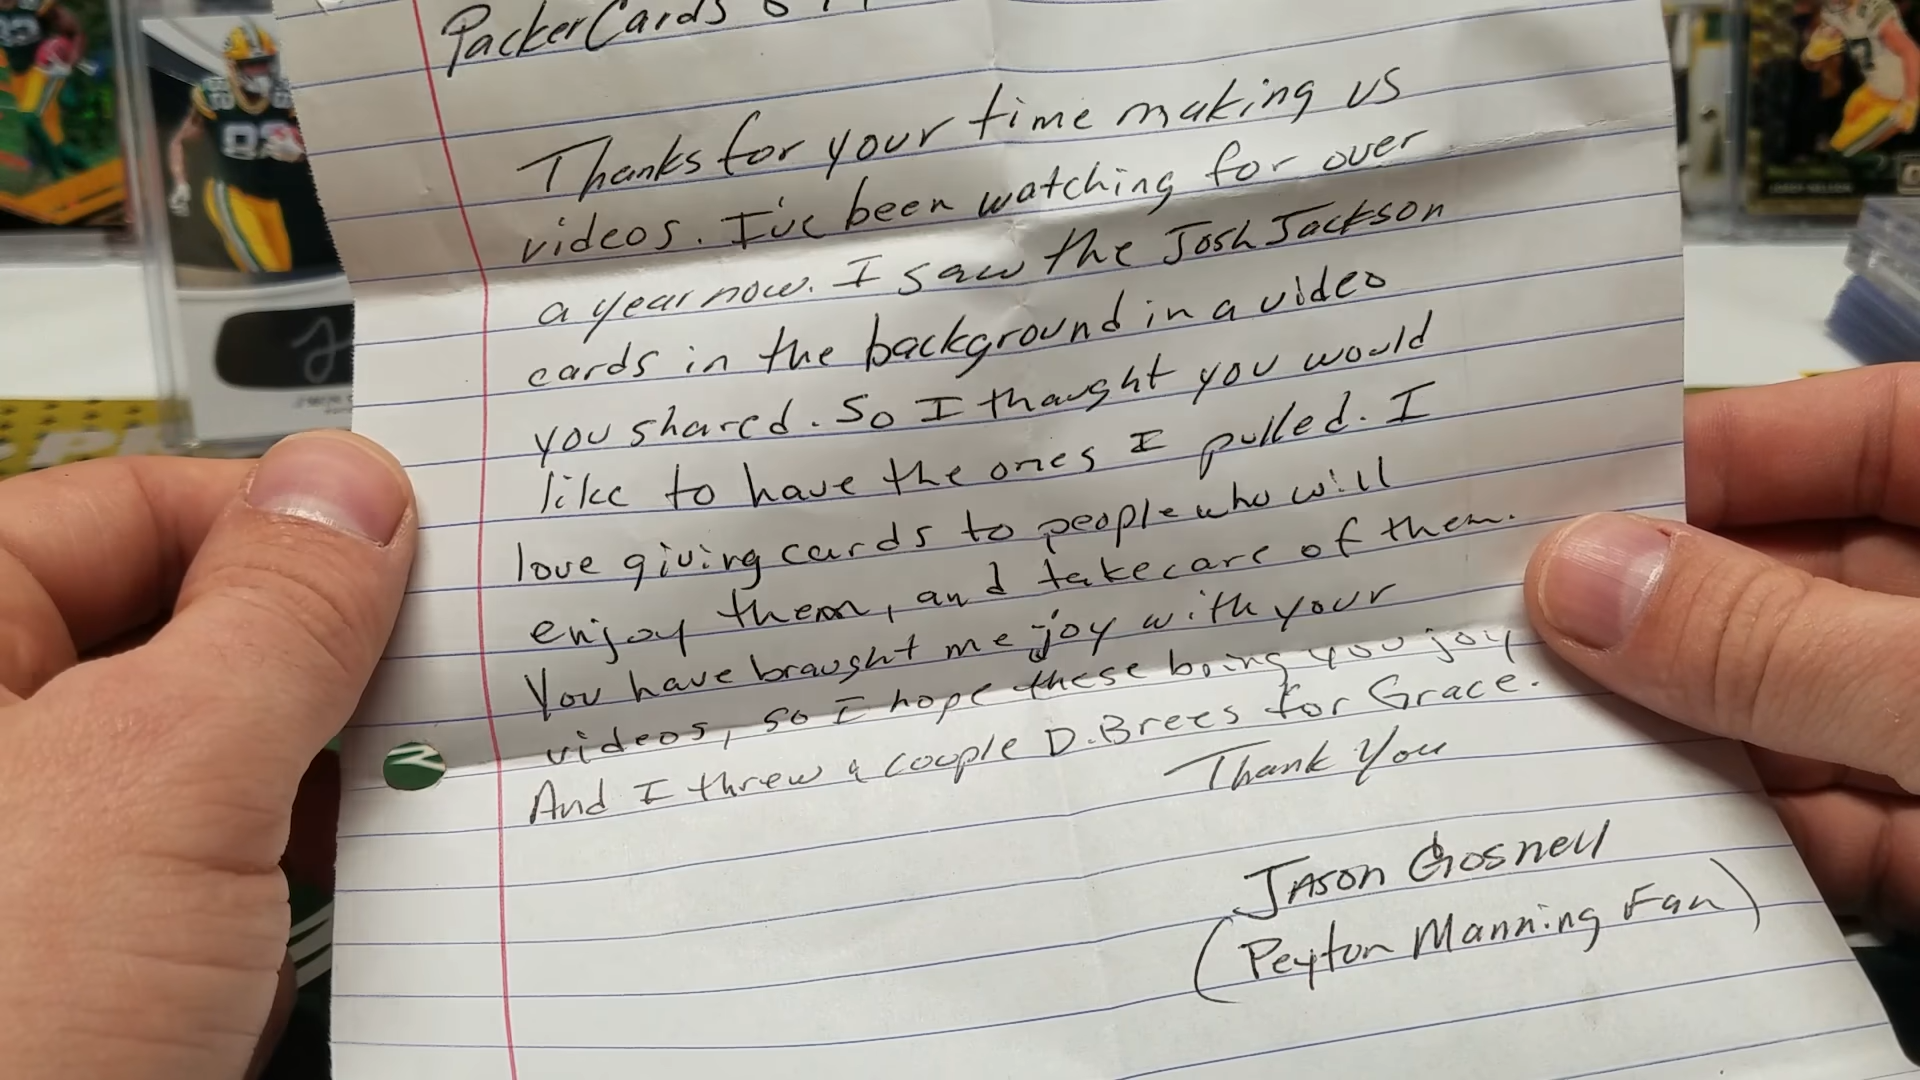 PackerCards
Thanks for your time making us
videos. I've been watching for over
a year now. I saw the Josh Jackson
cards in the background in a video
you shared. So I thaught you would
like to have the ones I pulled. I
love giving cards to people who will
enjoy them, and take care of them.
You have braught me joy with your
videos, so I hope these bring you joy
And I threw a couple D. Brees for Grace.
Thank You
Jason Gosnell
(Peyton Manning Fan)